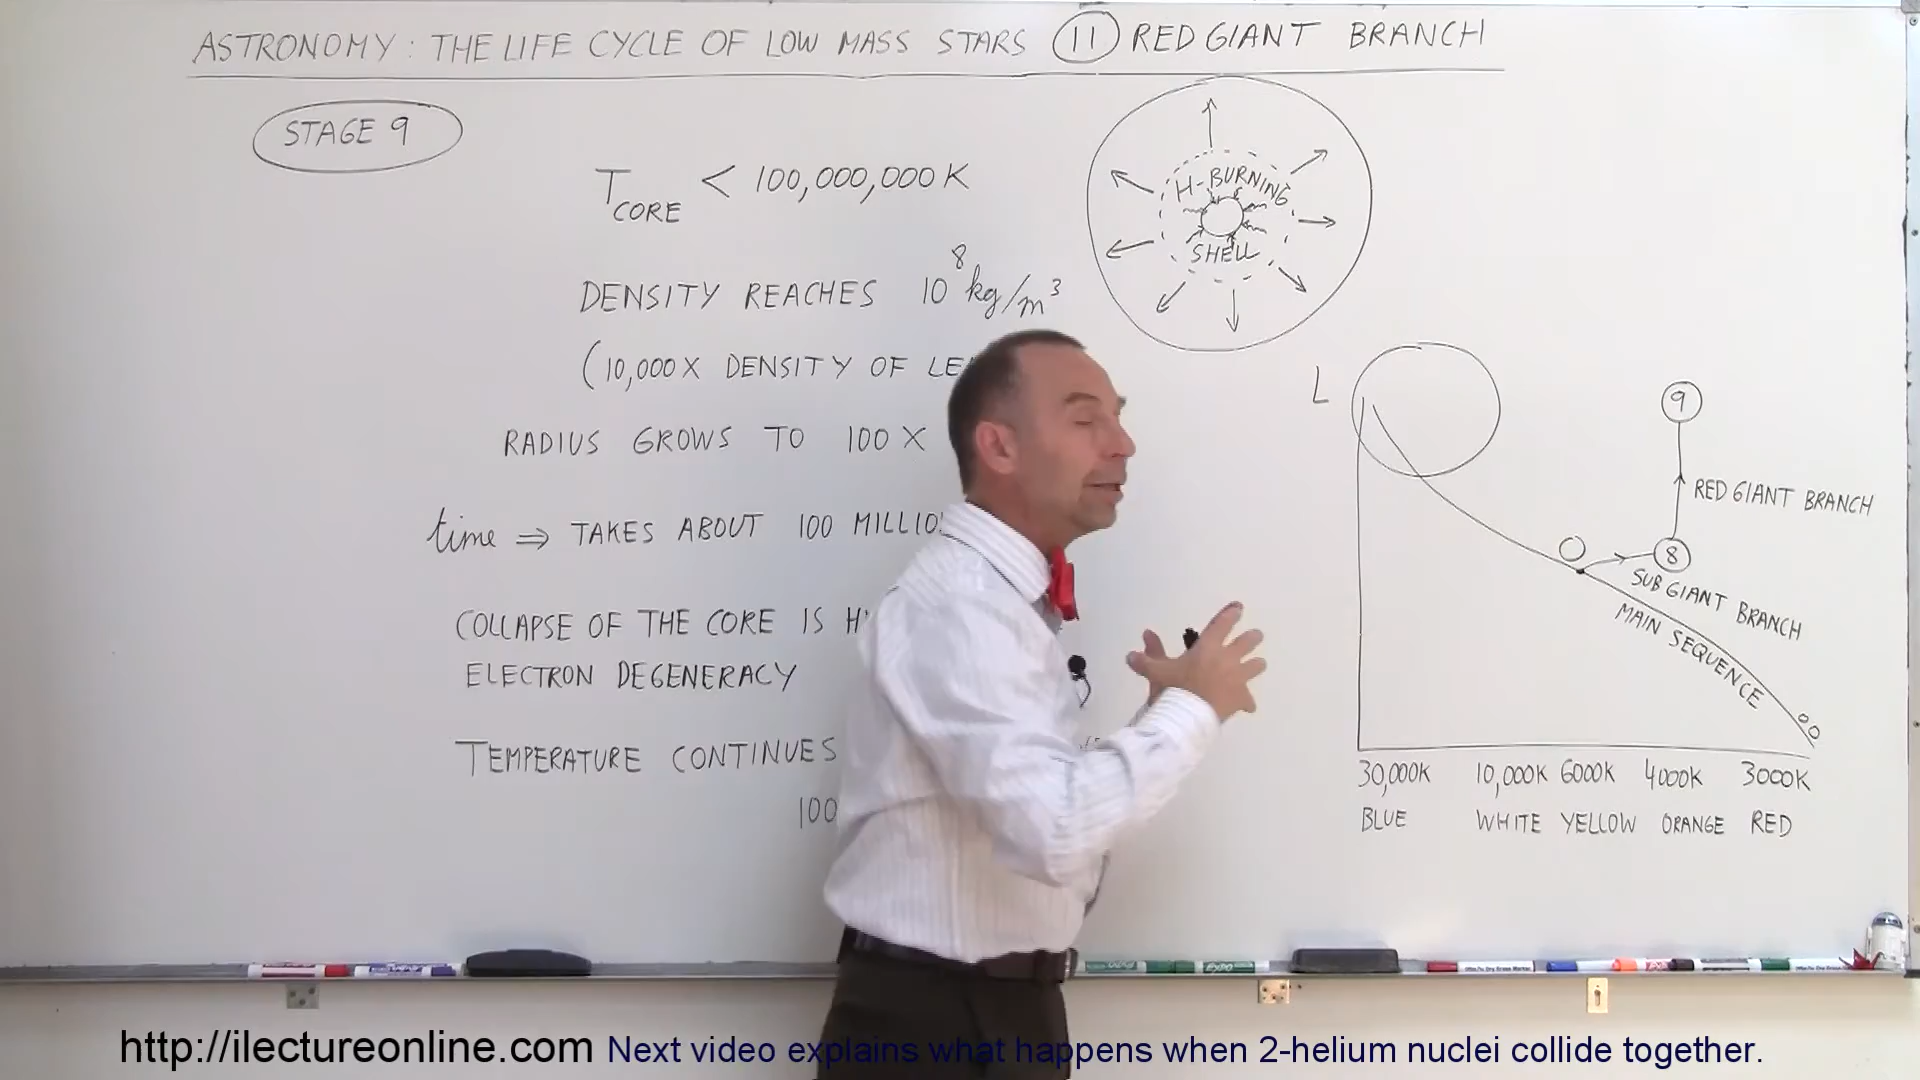 ASTRONOMY: THE LIFE CYCLE OF LOW MASS STARS 11 RED GIANT BRANCH
STAGE 9
T CORE < 100,000,000 K
DENSITY REACHES 10^8 kg/m^3
(10,000 X DENSITY OF
RADIUS GROWS TO 100 X
time ⇒ TAKES ABOUT 100
COLLAPSE OF THE CORE IS
ELECTRON DEGENERACY
TEMPERATURE CONTINUES
100
H-BURNING
SHELL
L
9
RED GIANT BRANCH
8
SUB GIANT BRANCH
MAIN SEQUENCE
30,000K 10,000K 6000K 4000K 3000K
BLUE WHITE YELLOW ORANGE RED
http://ilectureonline.com Next video explains what happens when 2-helium nuclei collide together.